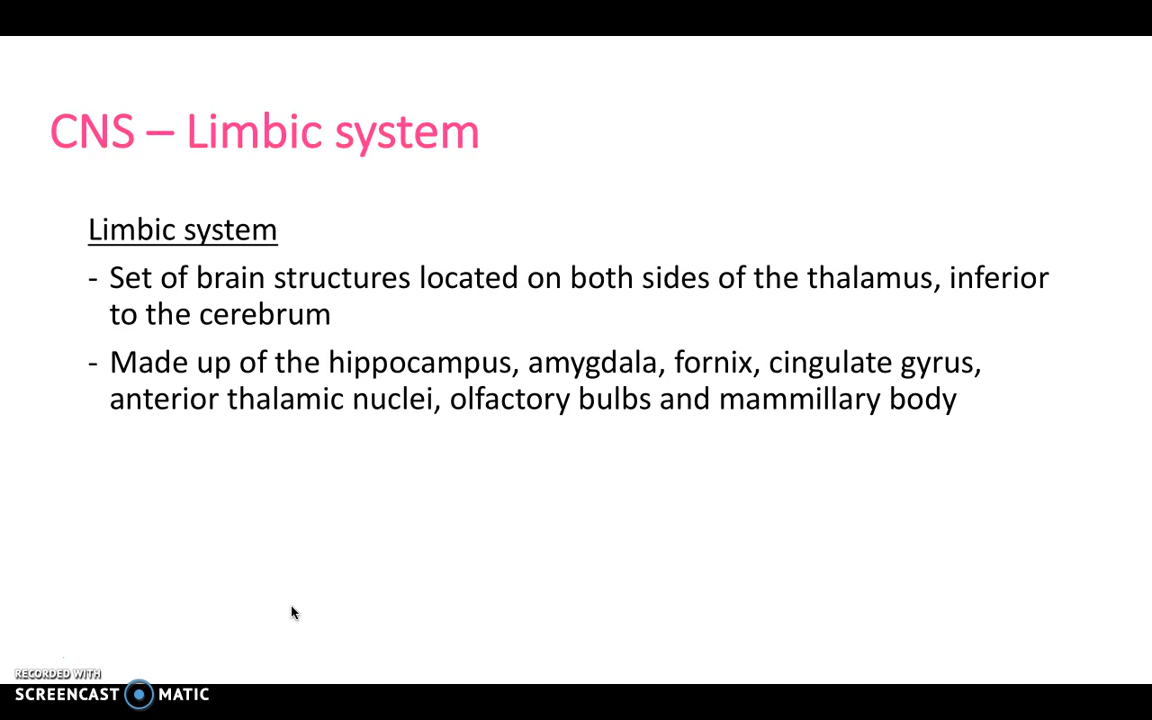 CNS – Limbic system
Limbic system
- Set of brain structures located on both sides of the thalamus, inferior
to the cerebrum
- Made up of the hippocampus, amygdala, fornix, cingulate gyrus,
anterior thalamic nuclei, olfactory bulbs and mammillary body
RECORDED WITH
SCREENCAST MATIC